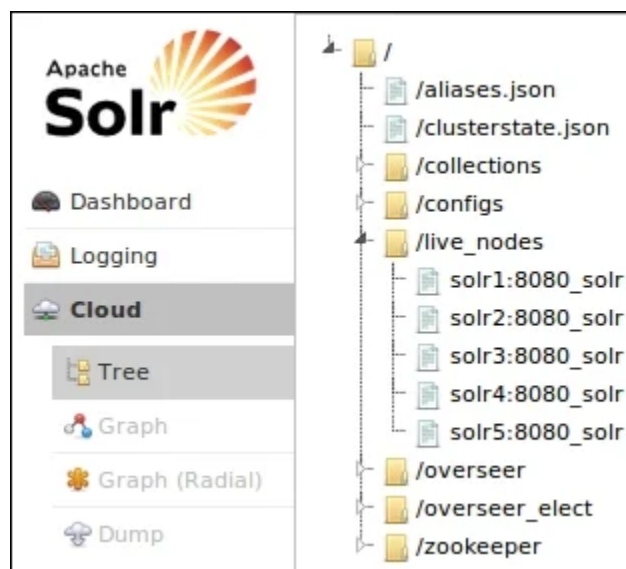 Apache
Solr
Dashboard
Logging
Cloud
Tree
Graph
Graph (Radial)
Dump
/
/aliases.json
/clusterstate.json
/collections
/configs
/live_nodes
solr1:8080_solr
solr2:8080_solr
solr3:8080_solr
solr4:8080_solr
solr5:8080_solr
/overseer
/overseer_elect
/zookeeper